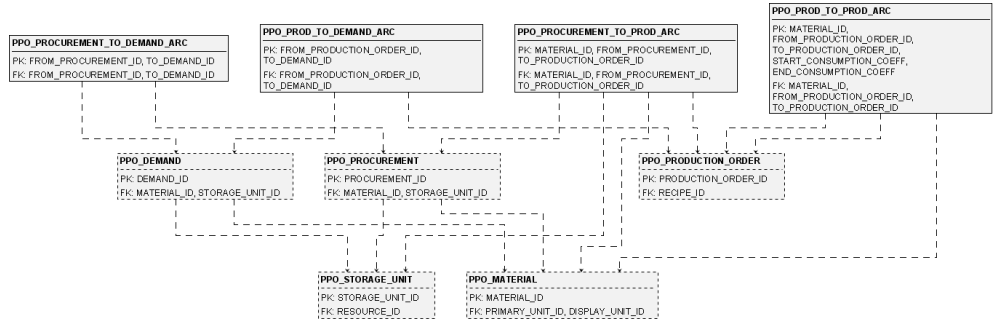 PPO_PROCUREMENT_TO_DEMAND_ARC
PK: FROM_PROCUREMENT_ID, TO_DEMAND_ID
FK: FROM_PROCUREMENT_ID, TO_DEMAND_ID
PPO_PROD_TO_DEMAND_ARC
PK: FROM_PRODUCTION_ORDER_ID,
TO_DEMAND_ID
FK: FROM_PRODUCTION_ORDER_ID,
TO_DEMAND_ID
PPO_PROCUREMENT_TO_PROD_ARC
PK: MATERIAL_ID, FROM_PROCUREMENT_ID,
TO_PRODUCTION_ORDER_ID
FK: MATERIAL_ID, FROM_PROCUREMENT_ID,
TO_PRODUCTION_ORDER_ID
PPO_PROD_TO_PROD_ARC
PK: MATERIAL_ID,
FROM_PRODUCTION_ORDER_ID,
TO_PRODUCTION_ORDER_ID,
START_CONSUMPTION_COEFF,
END_CONSUMPTION_COEFF
FK: MATERIAL_ID,
FROM_PRODUCTION_ORDER_ID,
TO_PRODUCTION_ORDER_ID
PPO_DEMAND
PK: DEMAND_ID
FK: MATERIAL_ID, STORAGE_UNIT_ID
PPO_PROCUREMENT
PK: PROCUREMENT_ID
FK: MATERIAL_ID, STORAGE_UNIT_ID
PPO_PRODUCTION_ORDER
PK: PRODUCTION_ORDER_ID
FK: RECIPE_ID
PPO_STORAGE_UNIT
PK: STORAGE_UNIT_ID
FK: RESOURCE_ID
PPO_MATERIAL
PK: MATERIAL_ID
FK: PRIMARY_UNIT_ID, DISPLAY_UNIT_ID